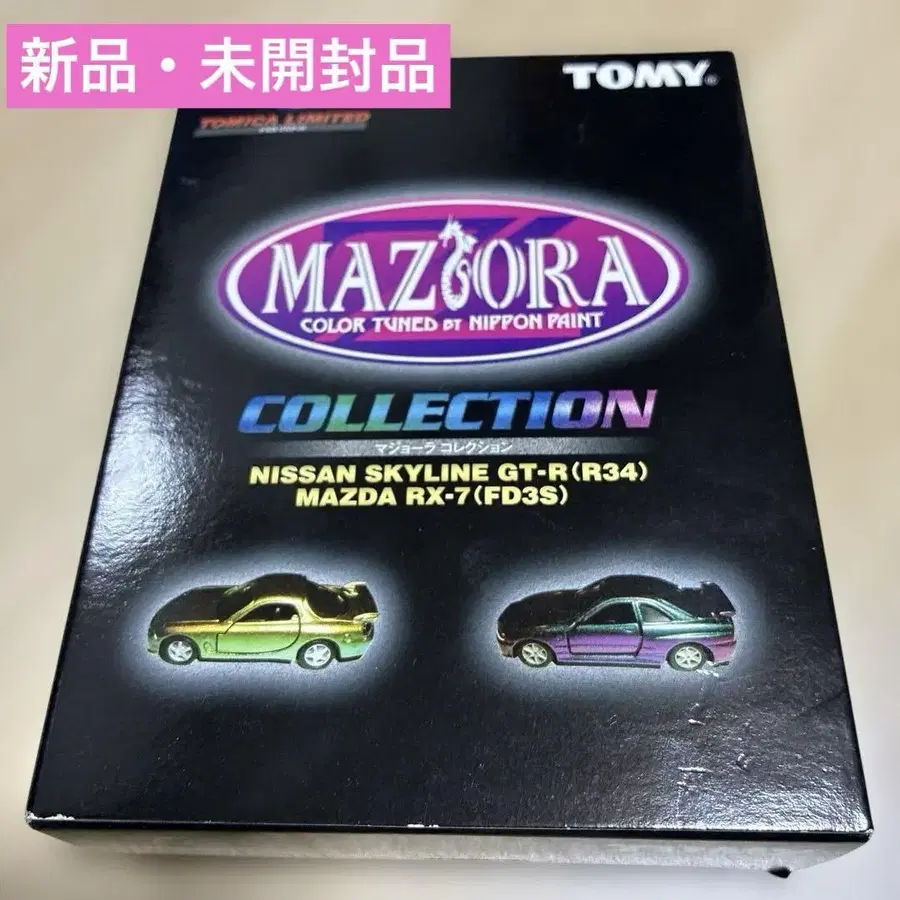 新品・未開封品
TOMY
TOMICA LIMITED
MAZIORA
COLOR TUNED BY NIPPON PAINT
COLLECTION
マジョーラ コレクション
NISSAN SKYLINE GT-R(R34)
MAZDA RX-7(FD3S)